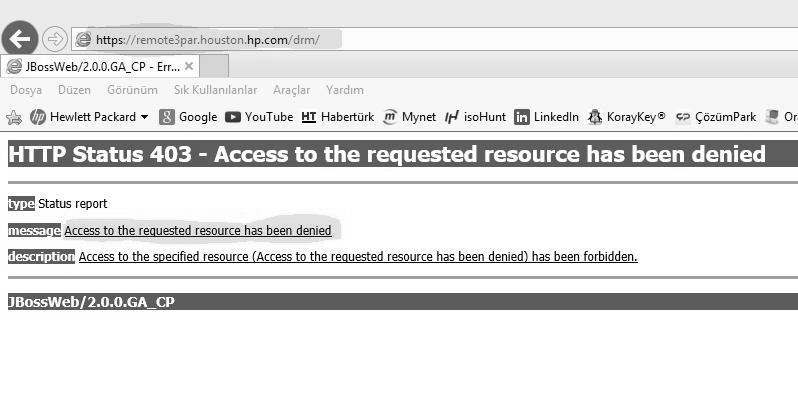 https://remote3par.houston.hp.com/drm/
JBossWeb/2.0.0.GA_CP - Err...
Dosya Düzen Görünüm Sık Kullanılanlar Araçlar Yardım
hp Hewlett Packard Google YouTube HT Habertürk Mynet isoHunt in LinkedIn KorayKey® ÇözümPark Or
HTTP Status 403 - Access to the requested resource has been denied
type Status report
message Access to the requested resource has been denied
description Access to the specified resource (Access to the requested resource has been denied) has been forbidden.
JBossWeb/2.0.0.GA_CP